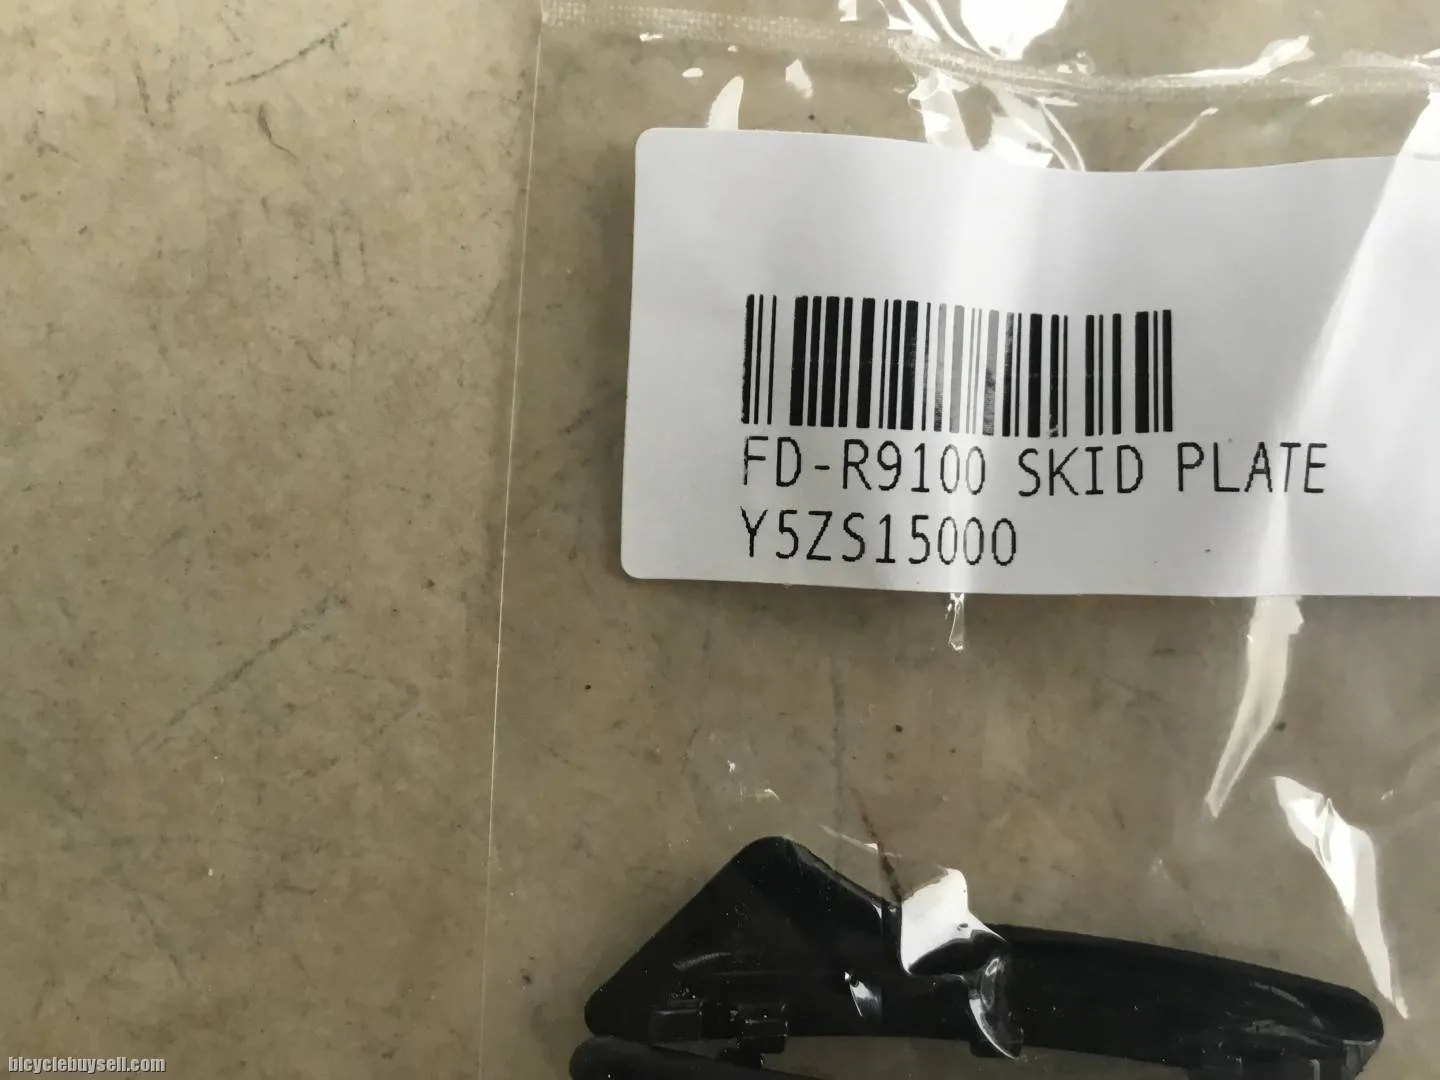 FD-R9100 SKID PLATE
Y5ZS15000
bicyclebuysell.com